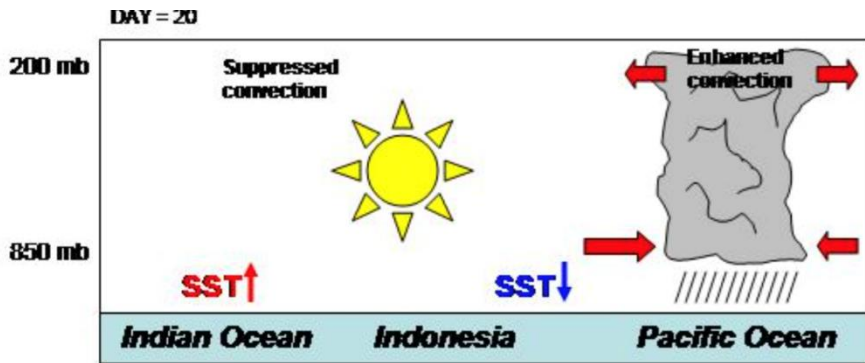 DAY = 20
200 mb
Suppressed
convection
Enhanced
convection
850 mb
SST
SST
Indian Ocean
Indonesia
Pacific Ocean